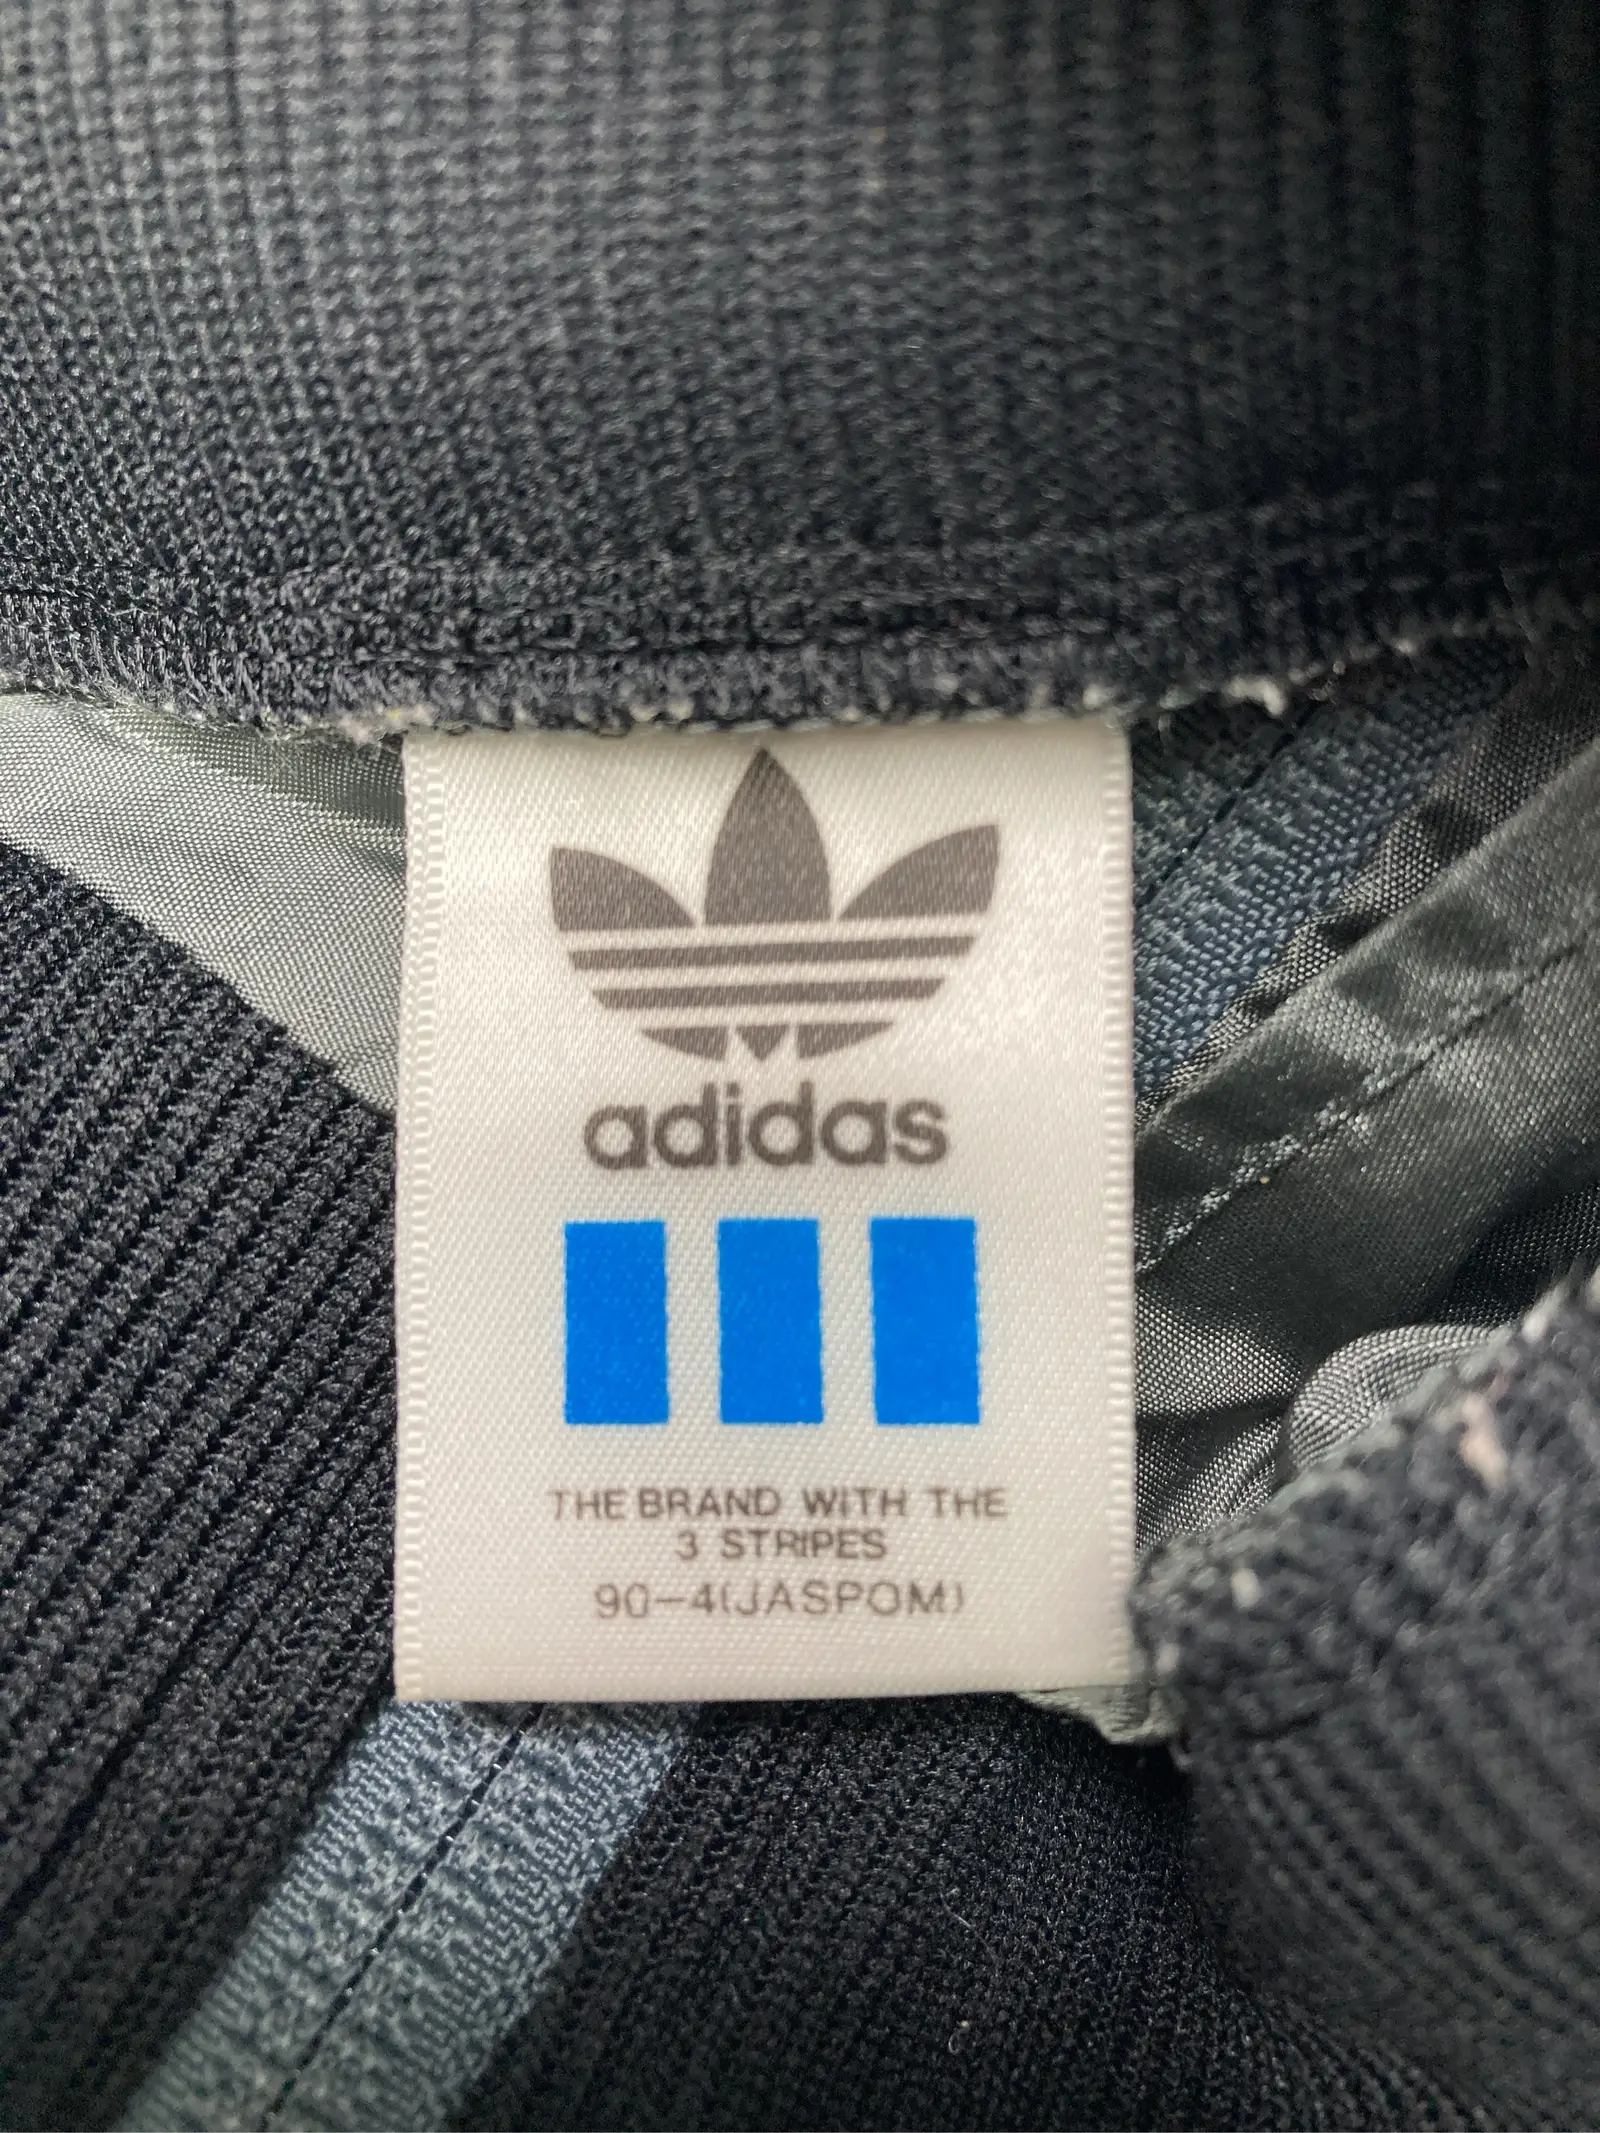 adidas
THE BRAND WITH THE
3 STRIPES
90-4(JASPOM)